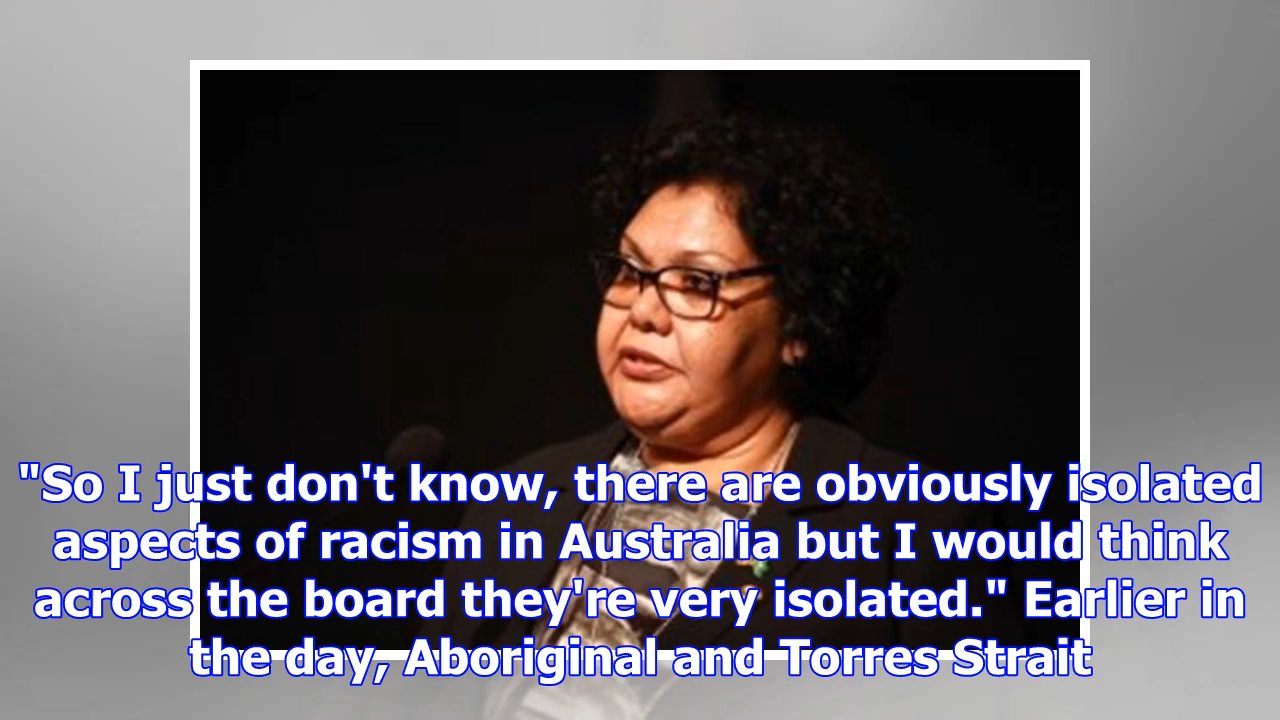 "So I just don't know, there are obviously isolated
aspects of racism in Australia but I would think
across the board they're very isolated." Earlier in
the day, Aboriginal and Torres Strait